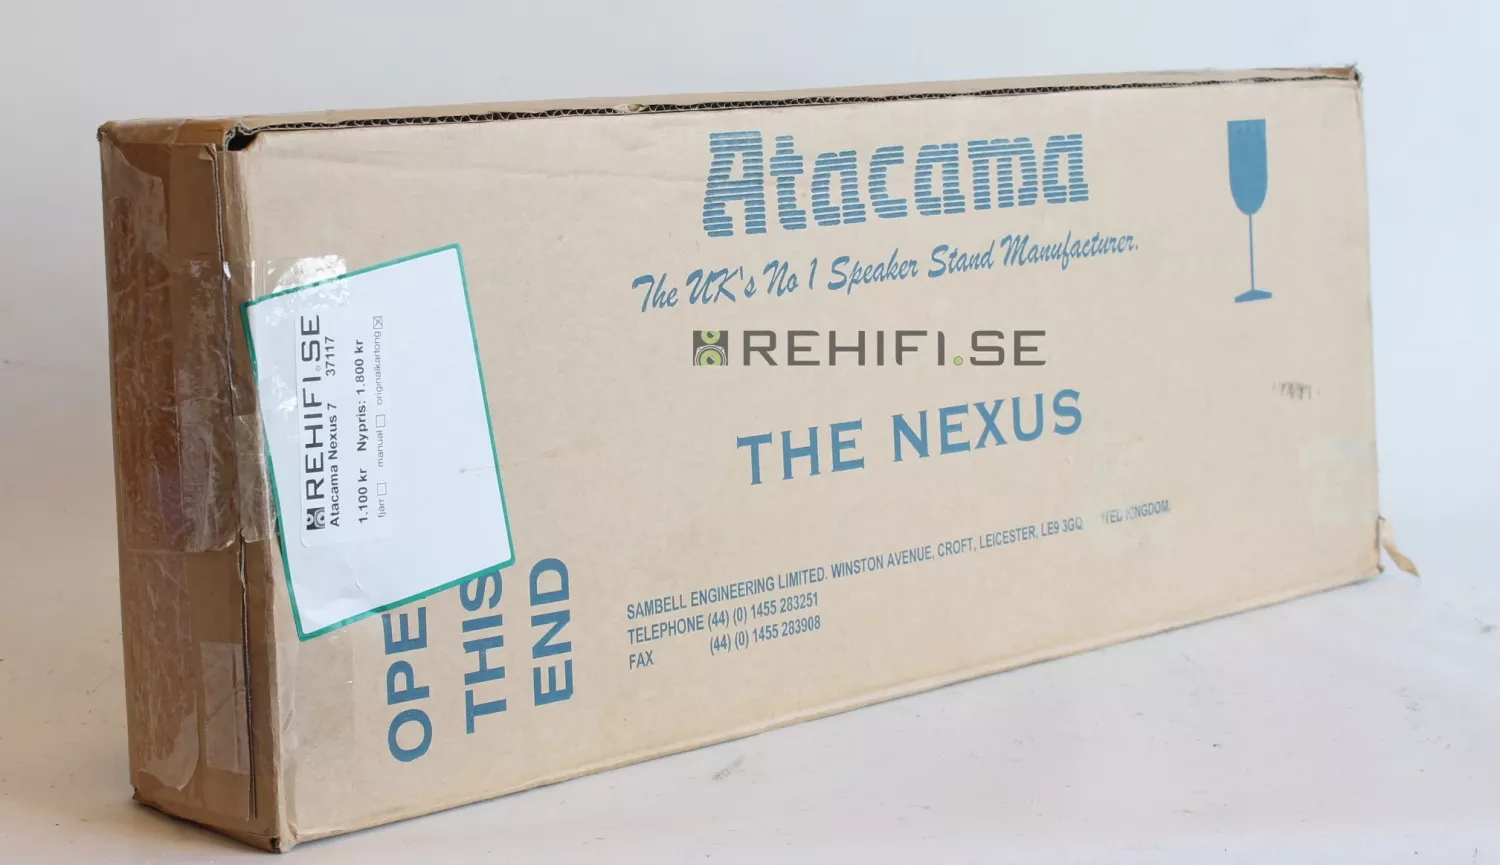 Atacama
The UK's No 1 Speaker Stand Manufacturer.
REHIFI.SE
THE NEXUS
SAMBELL ENGINEERING LIMITED. WINSTON AVENUE, CROFT, LEICESTER, LE9 3GQ KINGDOM.
TELEPHONE (44) (0) 1455 283251
FAX (44) (0) 1455 283908
REHIFI.SE
Atacama Nexus 7 37117
1.100 kr Nypris: 1.800 kr
fjärr manual originalkartong
OPE
THIS
END